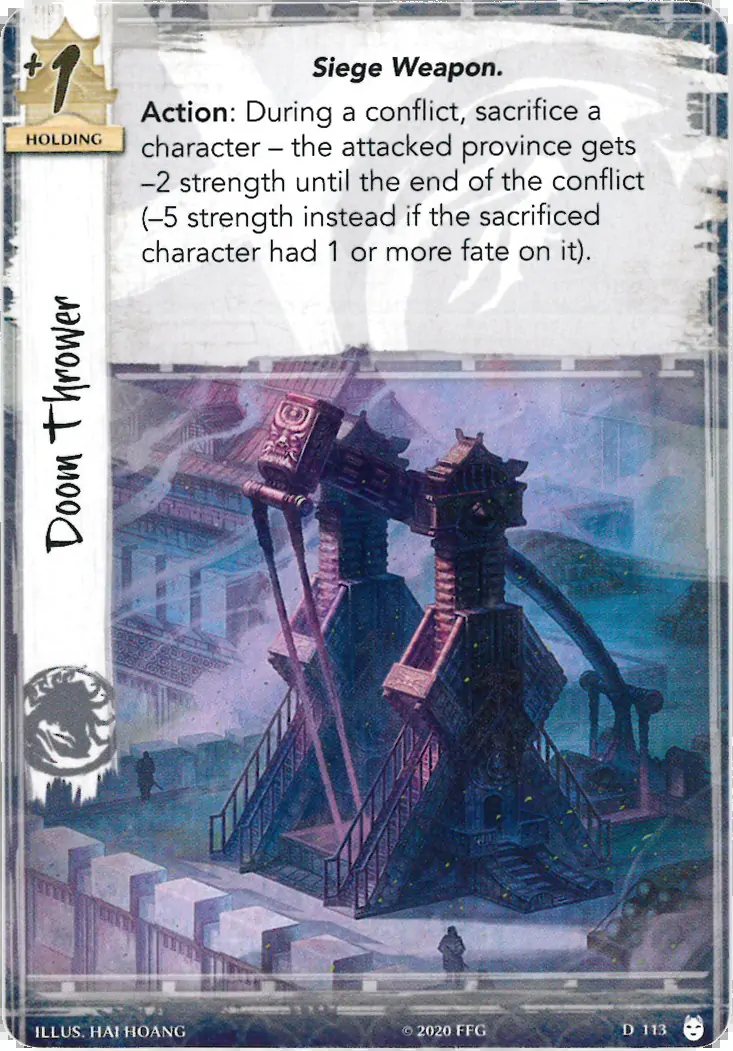 +1
HOLDING
Siege Weapon.
Action: During a conflict, sacrifice a
character – the attacked province gets
–2 strength until the end of the conflict
(–5 strength instead if the sacrificed
character had 1 or more fate on it).
Doom Thrower
ILLUS. HAI HOANG
© 2020 FFG
D 113